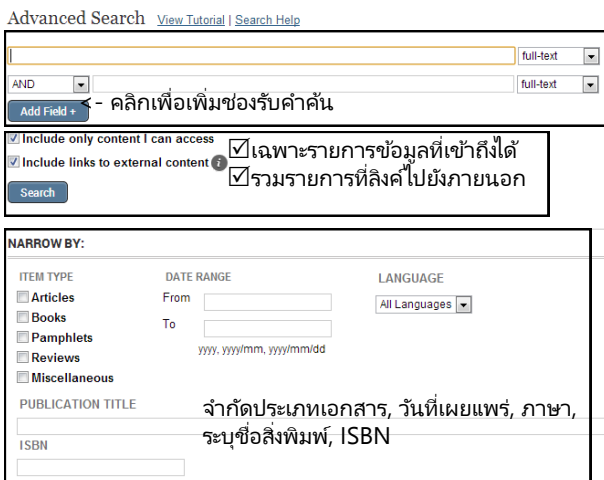 Advanced Search View Tutorial | Search Help
full-text
AND full-text
Add Field + <- คลิกเพื่อเพิ่มช่องรับคำค้น
Include only content I can access
เฉพาะรายการข้อมูลที่เข้าถึงได้
Include links to external content i
รวมรายการที่ลิงค์ไปยังภายนอก
Search
NARROW BY:
ITEM TYPE DATE RANGE LANGUAGE
Articles From All Languages
Books To
Pamphlets
yyyy, yyyy/mm, yyyy/mm/dd
Reviews
Miscellaneous
PUBLICATION TITLE
จำกัดประเภทเอกสาร, วันที่เผยแพร่, ภาษา,
ระบุชื่อสิ่งพิมพ์, ISBN
ISBN